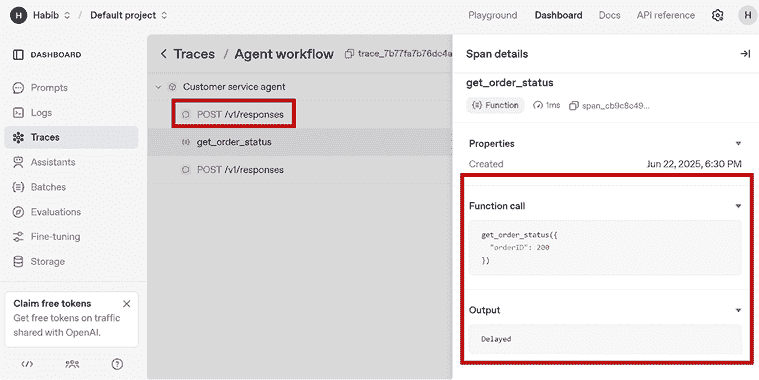 H Habib / Default project /
Playground Dashboard Docs API reference H
DASHBOARD
Prompts
Logs
Traces
Assistants
Batches
Evaluations
Fine-tuning
Storage
Claim free tokens
Get free tokens on traffic
shared with OpenAI.
Traces / Agent workflow trace_7b77fa7b76dc4a
Customer service agent
POST /v1/responses
get_order_status
POST /v1/responses
Span details
get_order_status
Function 1ms span_cb9c8c49...
Properties
Created Jun 22, 2025, 6:30 PM
Function call
get_order_status({
"orderID": 200
})
Output
Delayed